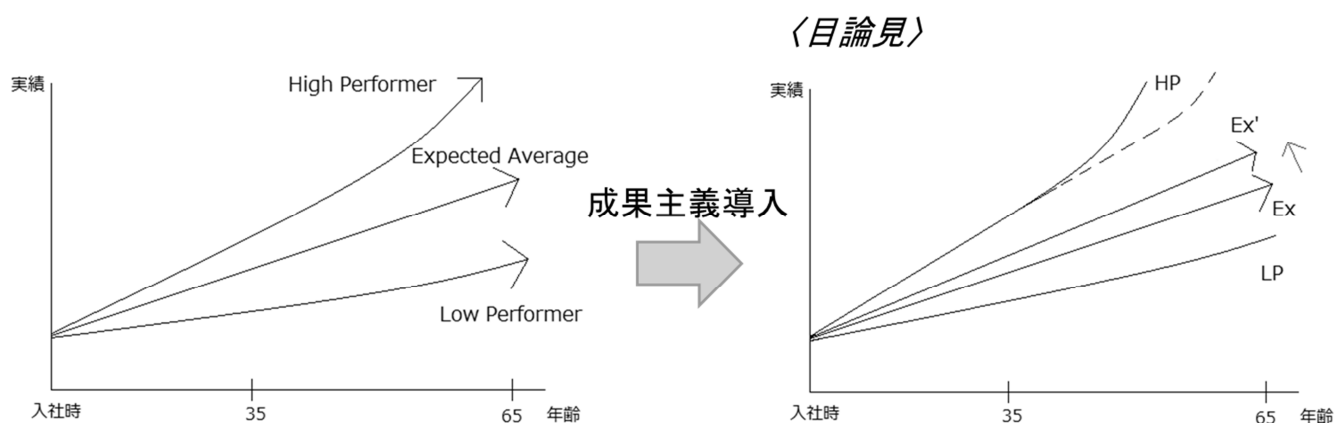 〈目論見〉
実績
High Performer
Expected Average
Low Performer
入社時
35
65
年齢
成果主義導入
実績
HP
Ex'
Ex
LP
入社時
35
65
年齢